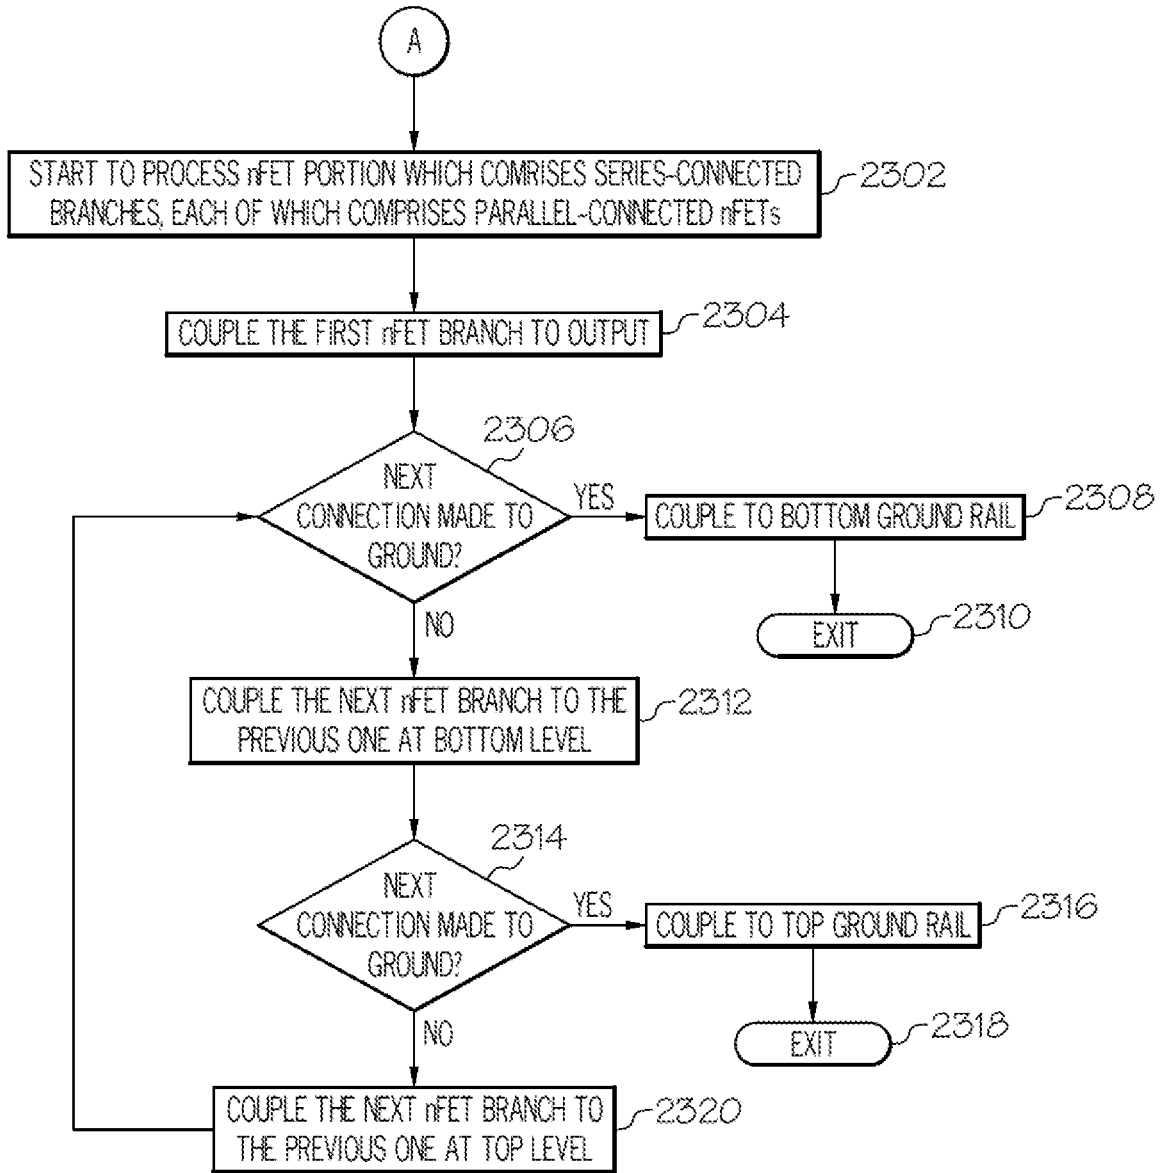 A
START TO PROCESS nFET PORTION WHICH COMRISES SERIES-CONNECTED
BRANCHES, EACH OF WHICH COMPRISES PARALLEL-CONNECTED nFETs
2302
COUPLE THE FIRST nFET BRANCH TO OUTPUT
2304
2306
NEXT
CONNECTION MADE TO
GROUND?
YES
COUPLE TO BOTTOM GROUND RAIL
2308
EXIT
2310
NO
COUPLE THE NEXT nFET BRANCH TO THE
PREVIOUS ONE AT BOTTOM LEVEL
2312
2314
NEXT
CONNECTION MADE TO
GROUND?
YES
COUPLE TO TOP GROUND RAIL
2316
EXIT
2318
NO
COUPLE THE NEXT nFET BRANCH TO
THE PREVIOUS ONE AT TOP LEVEL
2320